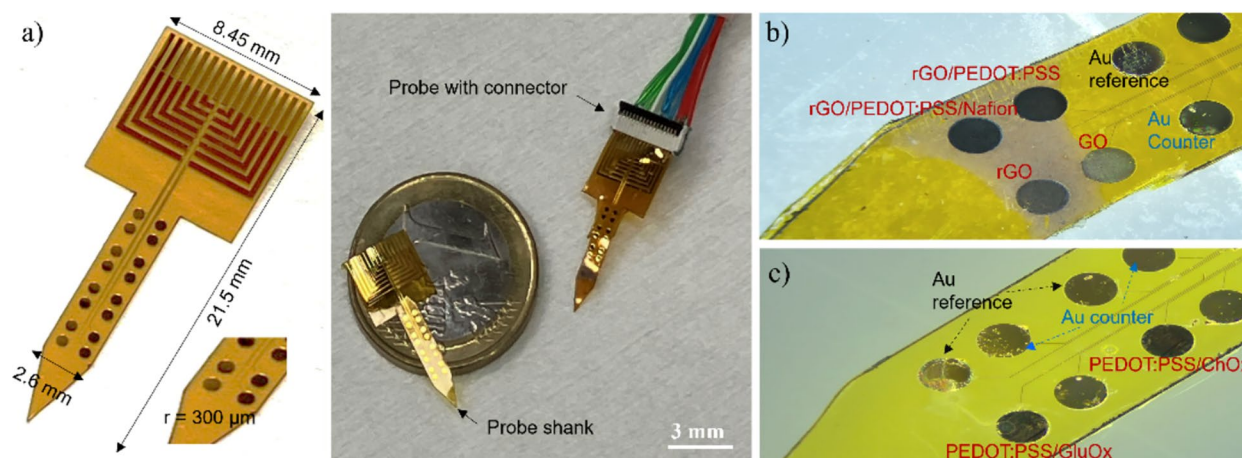 a)
8.45 mm
21.5 mm
2.6 mm
r = 300 µm
Probe with connector
Probe shank
3 mm
b)
rGO/PEDOT:PSS
Au
reference
rGO/PEDOT:PSS/Nafion
Au
Counter
GO
rGO
c)
Au
reference
Au counter
PEDOT:PSS/ChOx
PEDOT:PSS/GluOx